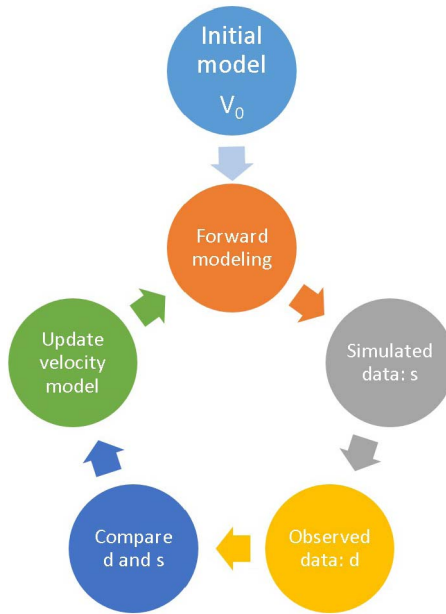 Initial
model
V₀
Forward
modeling
Simulated
data: s
Observed
data: d
Compare
d and s
Update
velocity
model